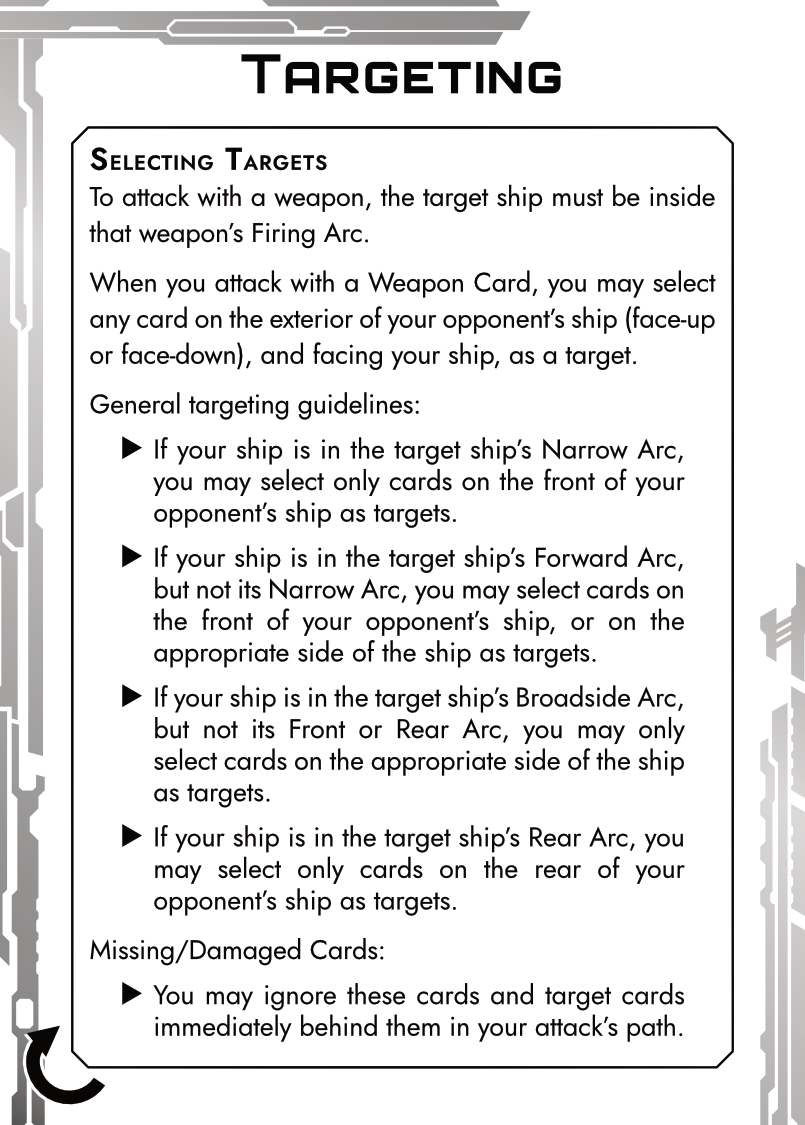 Targeting
Selecting Targets
To attack with a weapon, the target ship must be inside
that weapon's Firing Arc.
When you attack with a Weapon Card, you may select
any card on the exterior of your opponent's ship (face-up
or face-down), and facing your ship, as a target.
General targeting guidelines:
▶ If your ship is in the target ship's Narrow Arc,
you may select only cards on the front of your
opponent's ship as targets.
▶ If your ship is in the target ship's Forward Arc,
but not its Narrow Arc, you may select cards on
the front of your opponent's ship, or on the
appropriate side of the ship as targets.
▶ If your ship is in the target ship's Broadside Arc,
but not its Front or Rear Arc, you may only
select cards on the appropriate side of the ship
as targets.
▶ If your ship is in the target ship's Rear Arc, you
may select only cards on the rear of your
opponent's ship as targets.
Missing/Damaged Cards:
▶ You may ignore these cards and target cards
immediately behind them in your attack's path.